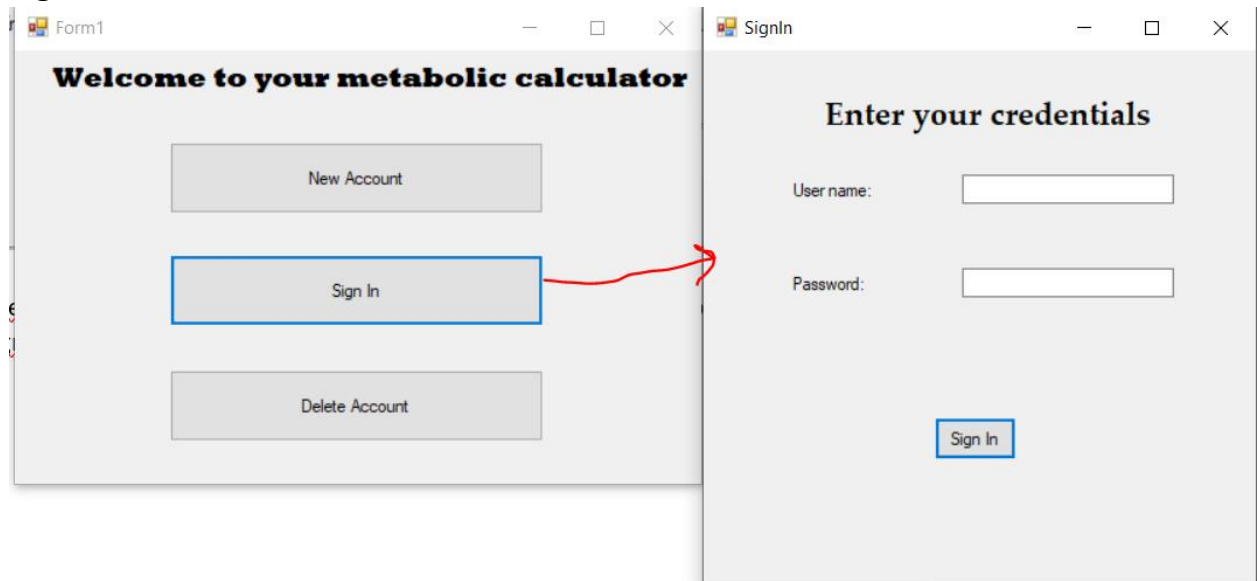 Form1
Welcome to your metabolic calculator
New Account
Sign In
Delete Account
SignIn
Enter your credentials
User name:
Password:
Sign In